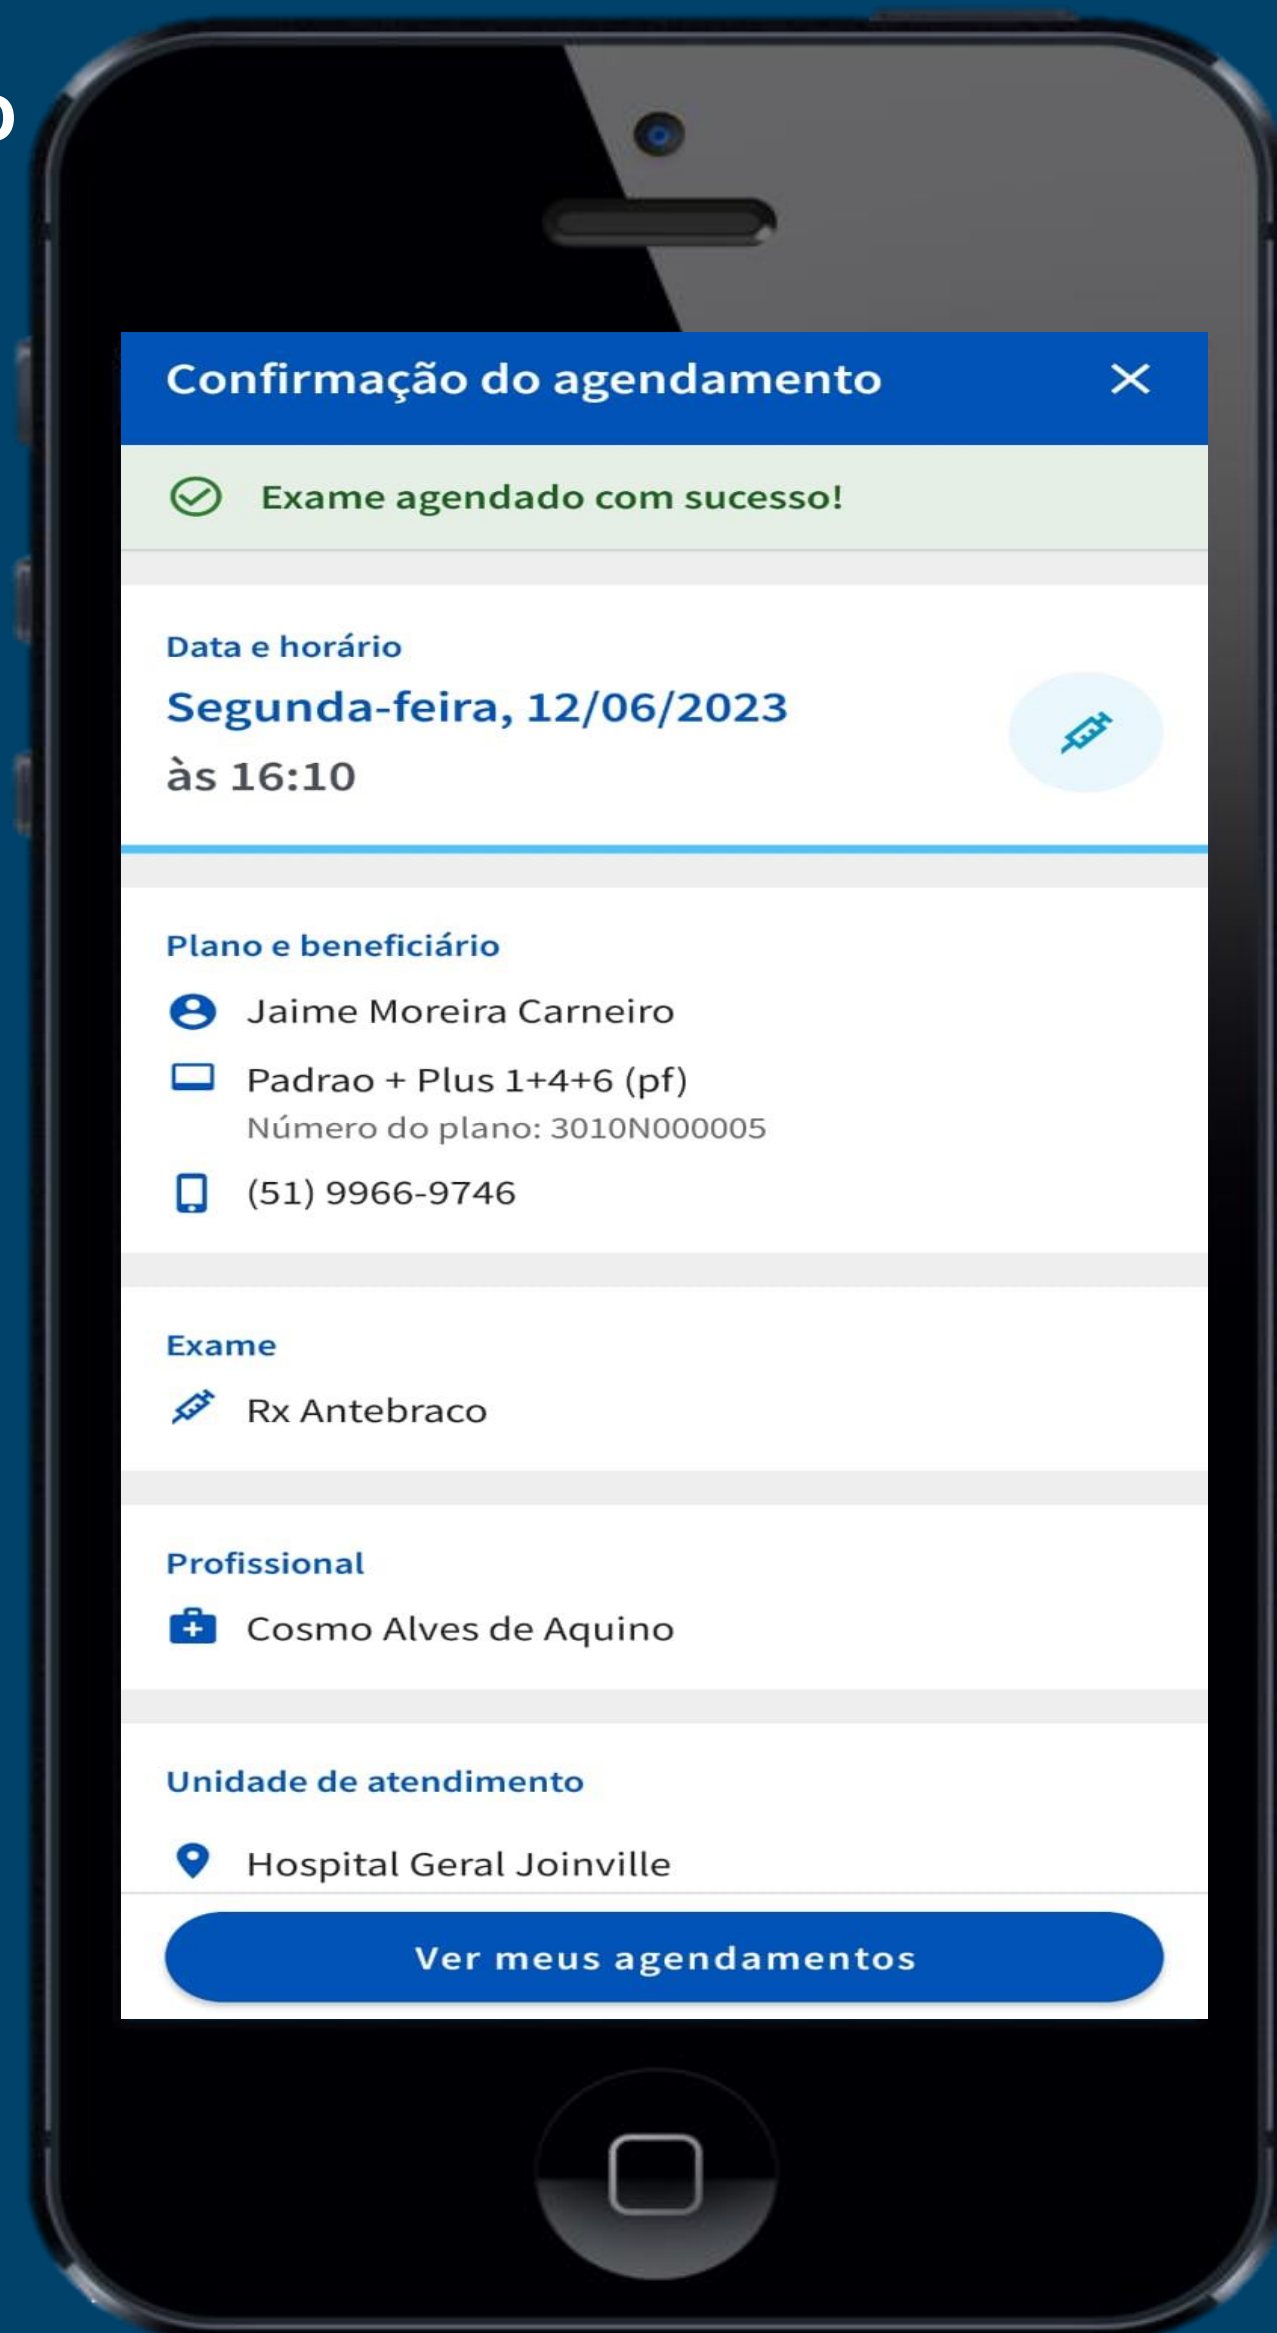 Confirmação do agendamento
Exame agendado com sucesso!
Data e horário
Segunda-feira, 12/06/2023
às 16:10
Plano e beneficiário
Jaime Moreira Carneiro
Padrao + Plus 1+4+6 (pf)
Número do plano: 3010N000005
(51) 9966-9746
Exame
Rx Antebraco
Profissional
Cosmo Alves de Aquino
Unidade de atendimento
Hospital Geral Joinville
Ver meus agendamentos